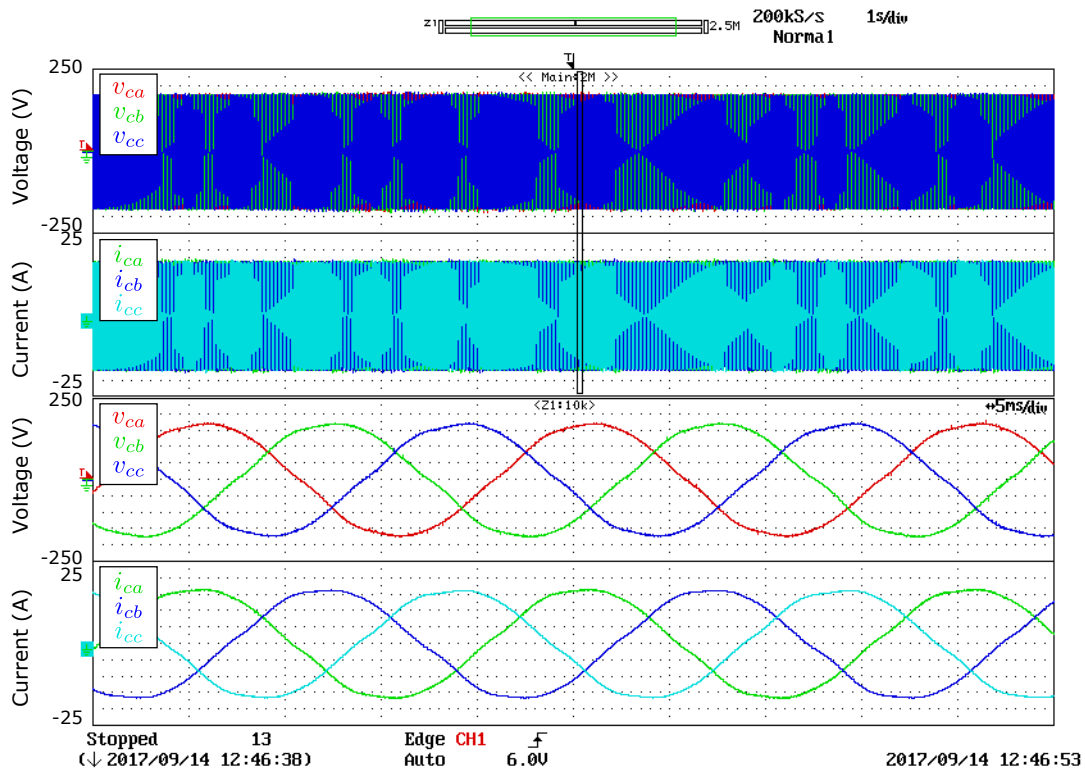 Z1 2.5M 200kS/s 1s/div
Normal
T
<< Main:2M >>
250
Voltage (V)
-250
v_ca
v_cb
v_cc
T
25
Current (A)
-25
i_ca
i_cb
i_cc
<Z1:10k>
↔5ms/div
250
Voltage (V)
-250
v_ca
v_cb
v_cc
T
25
Current (A)
-25
i_ca
i_cb
i_cc
Stopped 13 Edge CH1
(↓ 2017/09/14 12:46:38) Auto 6.0V 2017/09/14 12:46:53